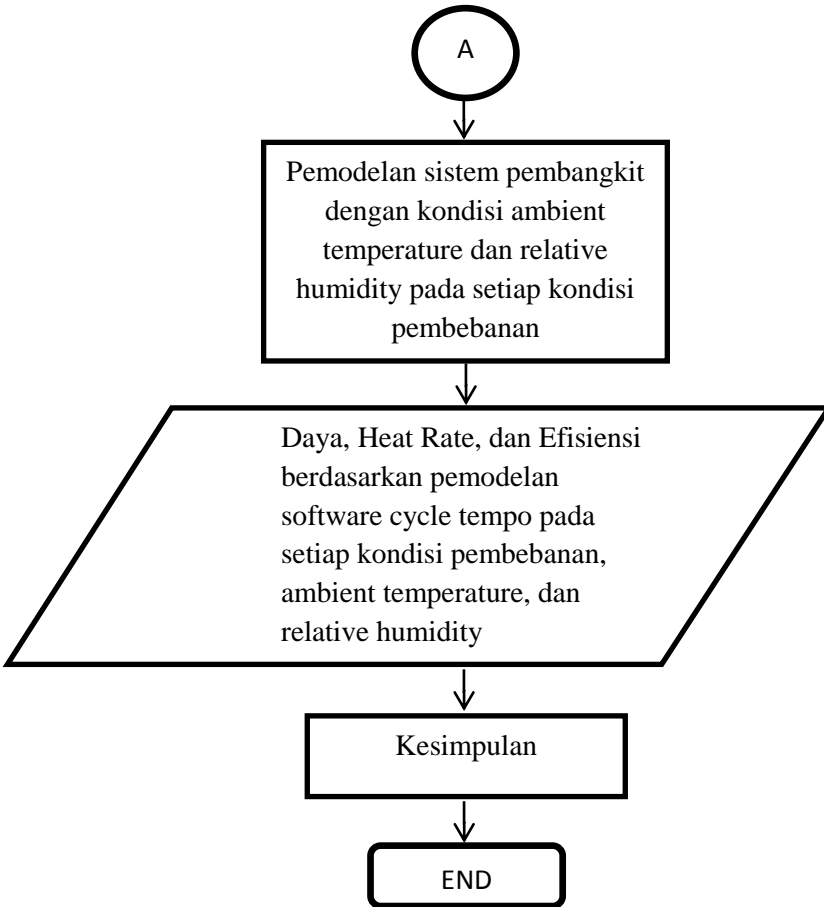 A
Pemodelan sistem pembangkit
dengan kondisi ambient
temperature dan relative
humidity pada setiap kondisi
pembebanan
Daya, Heat Rate, dan Efisiensi
berdasarkan pemodelan
software cycle tempo pada
setiap kondisi pembebanan,
ambient temperature, dan
relative humidity
Kesimpulan
END